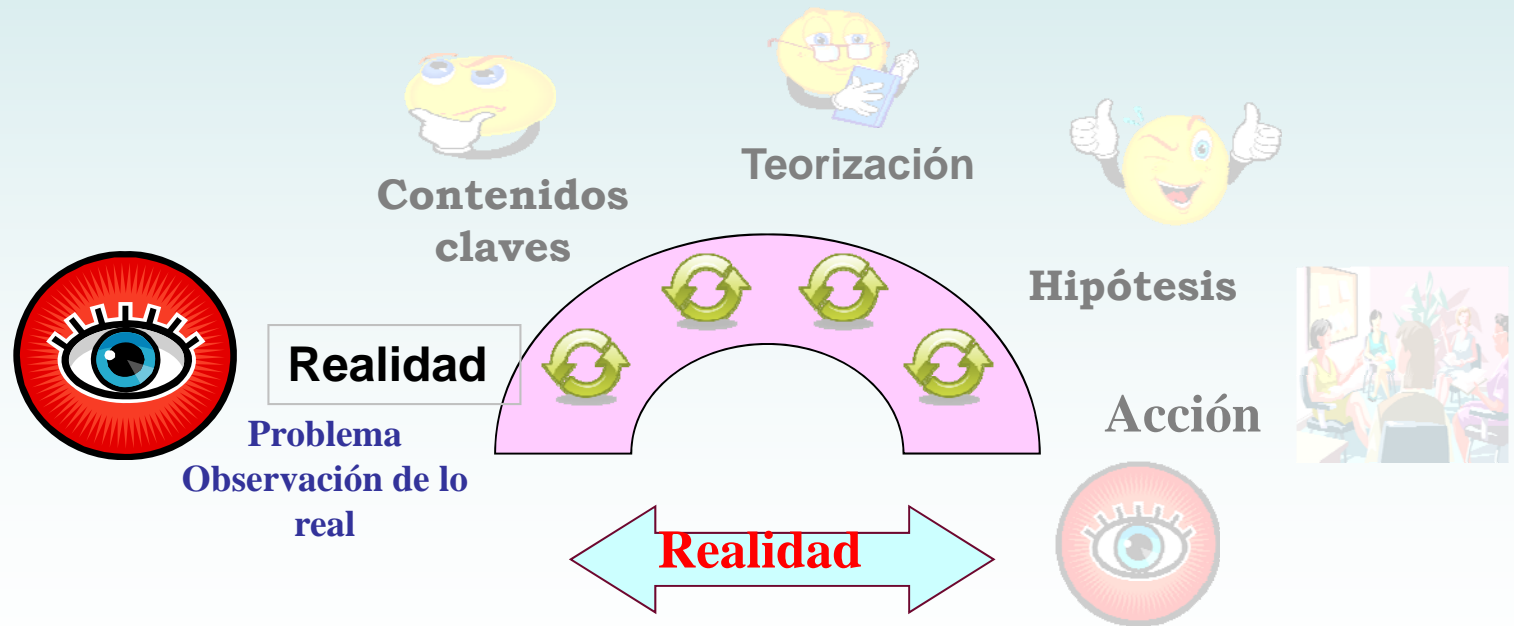 Teorización
Contenidos
claves
Hipótesis
Realidad
Acción
Problema
Observación de lo
real
Realidad